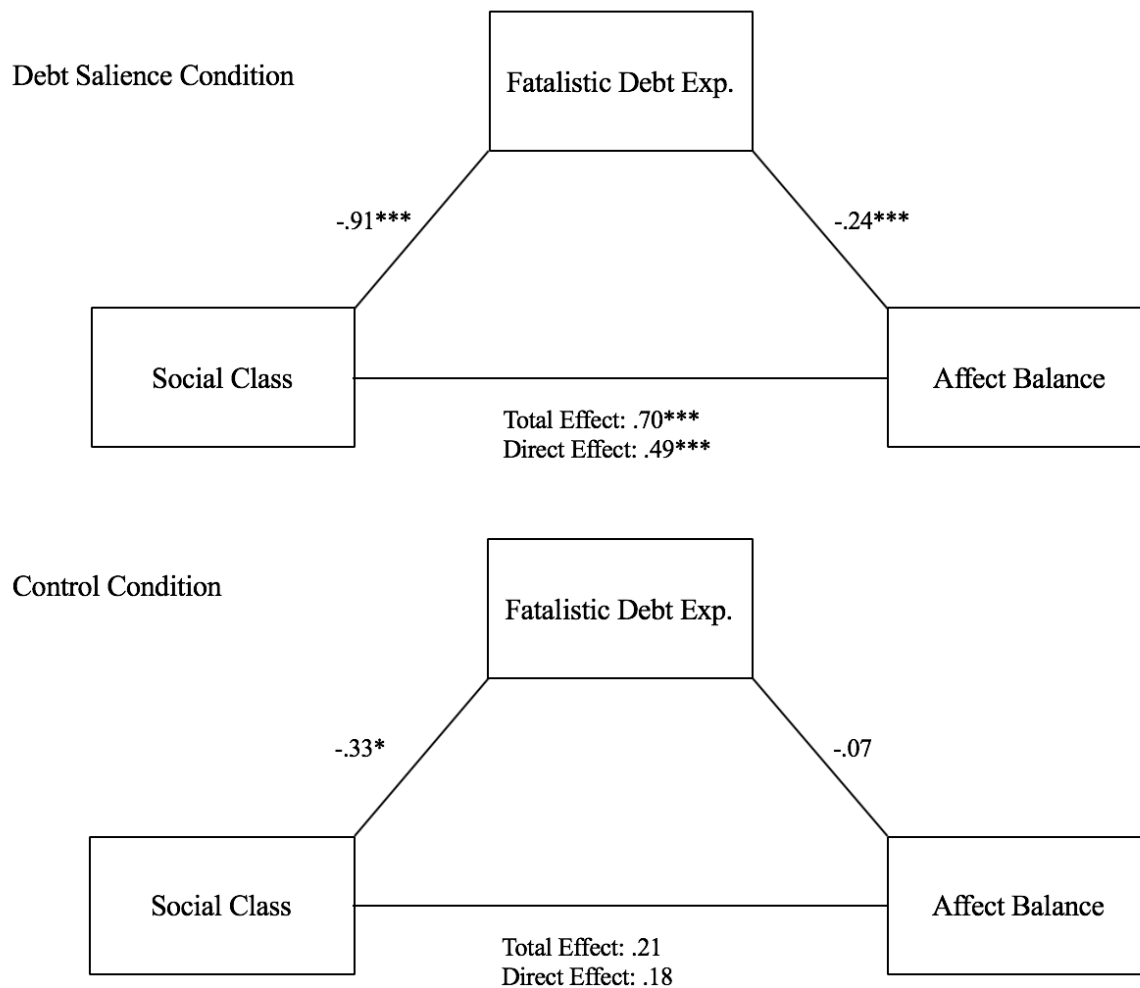 Debt Salience Condition
Fatalistic Debt Exp.
-.91***
-.24***
Social Class
Affect Balance
Total Effect: .70***
Direct Effect: .49***
Control Condition
Fatalistic Debt Exp.
-.33*
-.07
Social Class
Affect Balance
Total Effect: .21
Direct Effect: .18